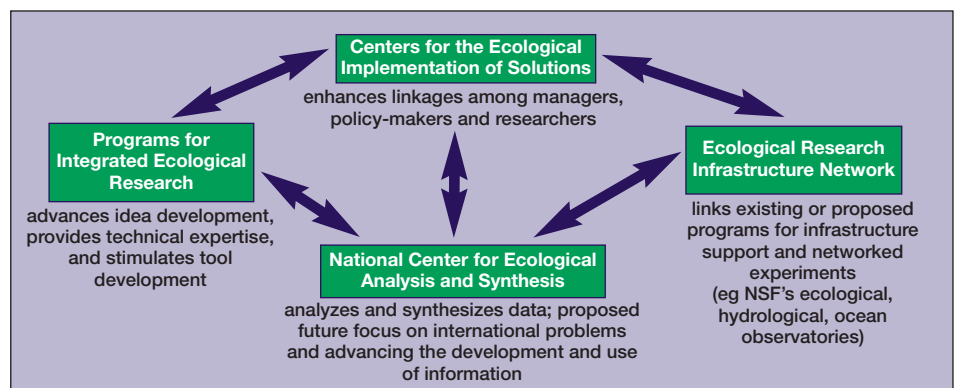 Centers for the Ecological
Implementation of Solutions
enhances linkages among managers,
policy-makers and researchers
Programs for
Integrated Ecological
Research
advances idea development,
provides technical expertise,
and stimulates tool
development
Ecological Research
Infrastructure Network
links existing or proposed
programs for infrastructure
support and networked
experiments
(eg NSF's ecological,
hydrological, ocean
observatories)
National Center for Ecological
Analysis and Synthesis
analyzes and synthesizes data; proposed
future focus on international problems
and advancing the development and use
of information